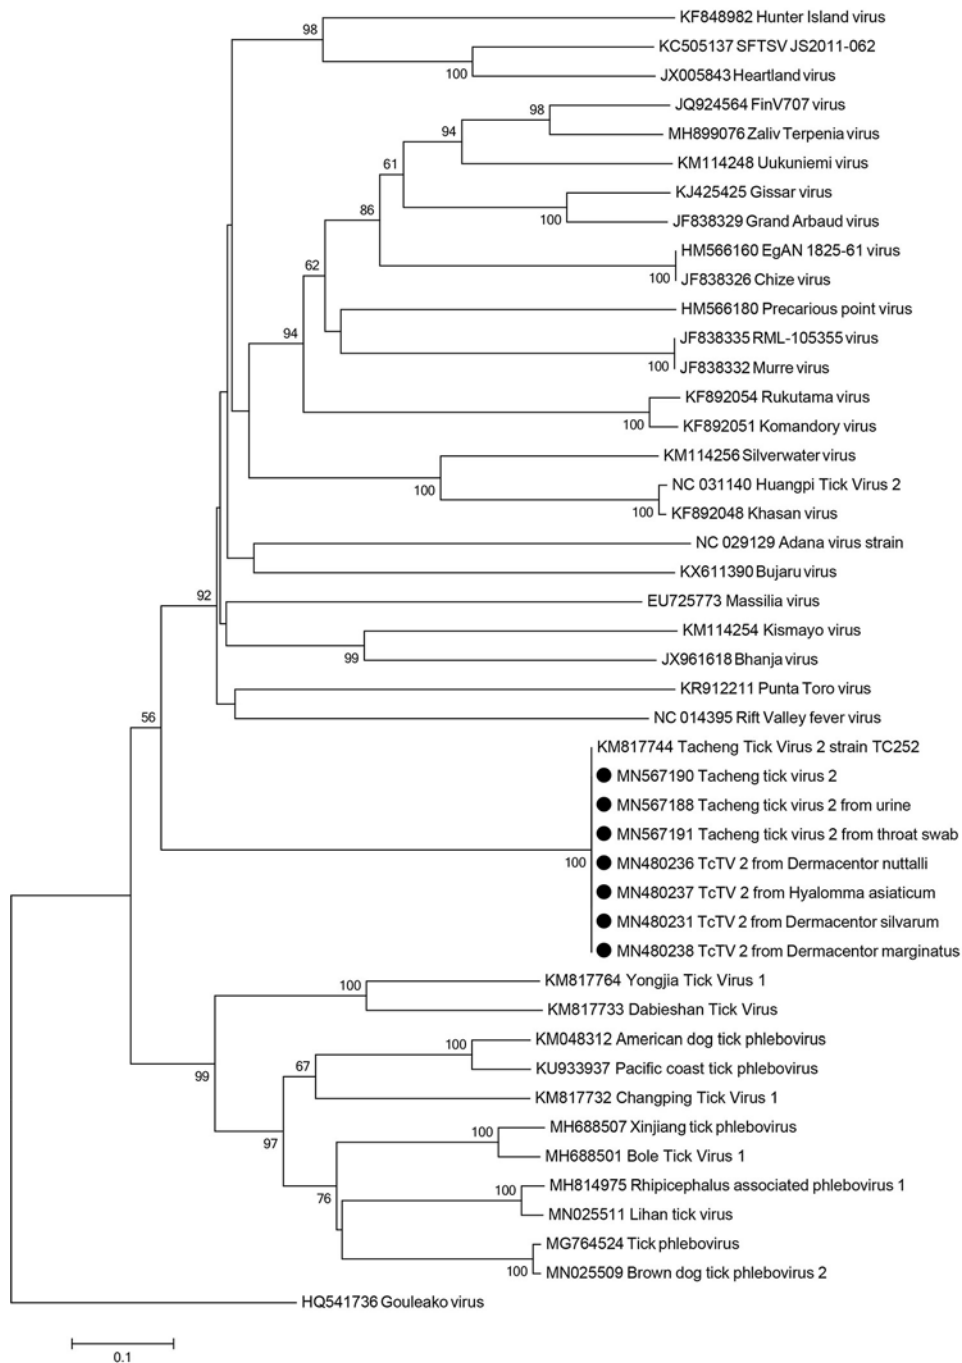 98
KF848982 Hunter Island virus
KC505137 SFTSV JS2011-062
100
JX005843 Heartland virus
JQ924564 FinV707 virus
98
94
MH899076 Zaliv Terpenia virus
61
KM114248 Uukuniemi virus
KJ425425 Gissar virus
86
100
JF838329 Grand Arbaud virus
HM566160 EgAN 1825-61 virus
62
100
JF838326 Chize virus
HM566180 Precarious point virus
94
JF838335 RML-105355 virus
100
JF838332 Murre virus
KF892054 Rukutama virus
100
KF892051 Komandory virus
KM114256 Silverwater virus
100
NC 031140 Huangpi Tick Virus 2
100
KF892048 Khasan virus
NC 029129 Adana virus strain
KX611390 Bujaru virus
92
EU725773 Massilia virus
KM114254 Kismayo virus
99
JX961618 Bhanja virus
KR912211 Punta Toro virus
56
NC 014395 Rift Valley fever virus
KM817744 Tacheng Tick Virus 2 strain TC252
MN567190 Tacheng tick virus 2
MN567188 Tacheng tick virus 2 from urine
MN567191 Tacheng tick virus 2 from throat swab
100
MN480236 TcTV 2 from Dermacentor nuttalli
MN480237 TcTV 2 from Hyalomma asiaticum
MN480231 TcTV 2 from Dermacentor silvarum
MN480238 TcTV 2 from Dermacentor marginatus
100
KM817764 Yongjia Tick Virus 1
KM817733 Dabieshan Tick Virus
100
KM048312 American dog tick phlebovirus
67
99
KU933937 Pacific coast tick phlebovirus
KM817732 Changping Tick Virus 1
97
100
MH688507 Xinjiang tick phlebovirus
MH688501 Bole Tick Virus 1
76
100
MH814975 Rhipicephalus associated phlebovirus 1
MN025511 Lihan tick virus
MG764524 Tick phlebovirus
100
MN025509 Brown dog tick phlebovirus 2
HQ541736 Gouleako virus
0.1